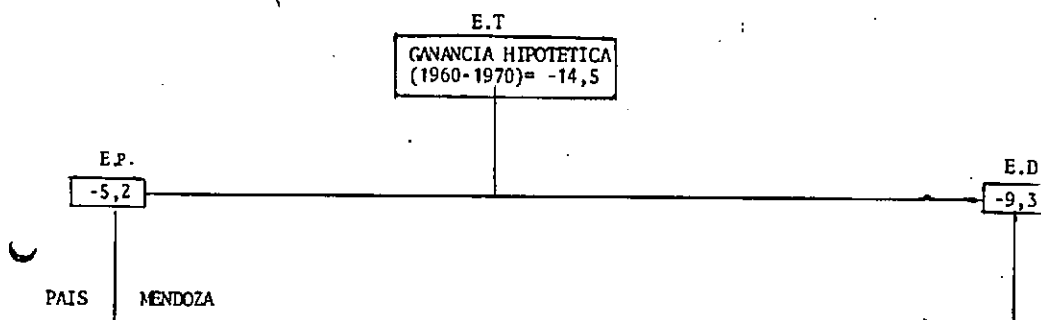 E.T
GANANCIA HIPOTETICA
(1960-1970)= -14,5
E.P.
-5,2
E.D
-9,3
PAIS MENDOZA